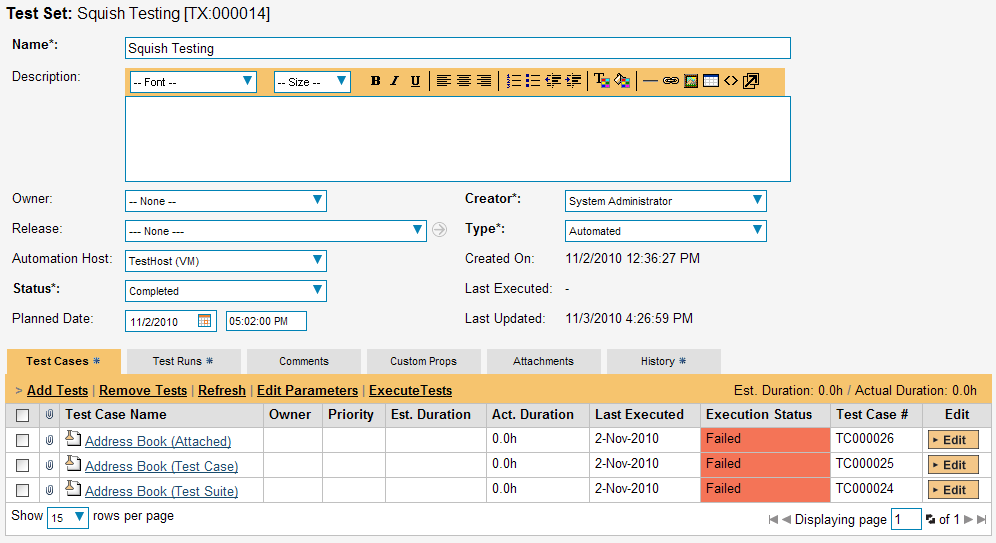 Test Set: Squish Testing [TX:000014]
Name*: Squish Testing
Description: -- Font -- -- Size -- B I U
Owner: -- None -- Creator*: System Administrator
Release: --- None --- Type*: Automated
Automation Host: TestHost (VM) Created On: 11/2/2010 12:36:27 PM
Status*: Completed Last Executed: -
Planned Date: 11/2/2010 05:02:00 PM Last Updated: 11/3/2010 4:26:59 PM
Test Cases * Test Runs * Comments Custom Props Attachments History *
> Add Tests | Remove Tests | Refresh | Edit Parameters | ExecuteTests Est. Duration: 0.0h / Actual Duration: 0.0h
Test Case Name Owner Priority Est. Duration Act. Duration Last Executed Execution Status Test Case # Edit
Address Book (Attached) 0.0h 2-Nov-2010 Failed TC000026 Edit
Address Book (Test Case) 0.0h 2-Nov-2010 Failed TC000025 Edit
Address Book (Test Suite) 0.0h 2-Nov-2010 Failed TC000024 Edit
Show 15 rows per page Displaying page 1 of 1